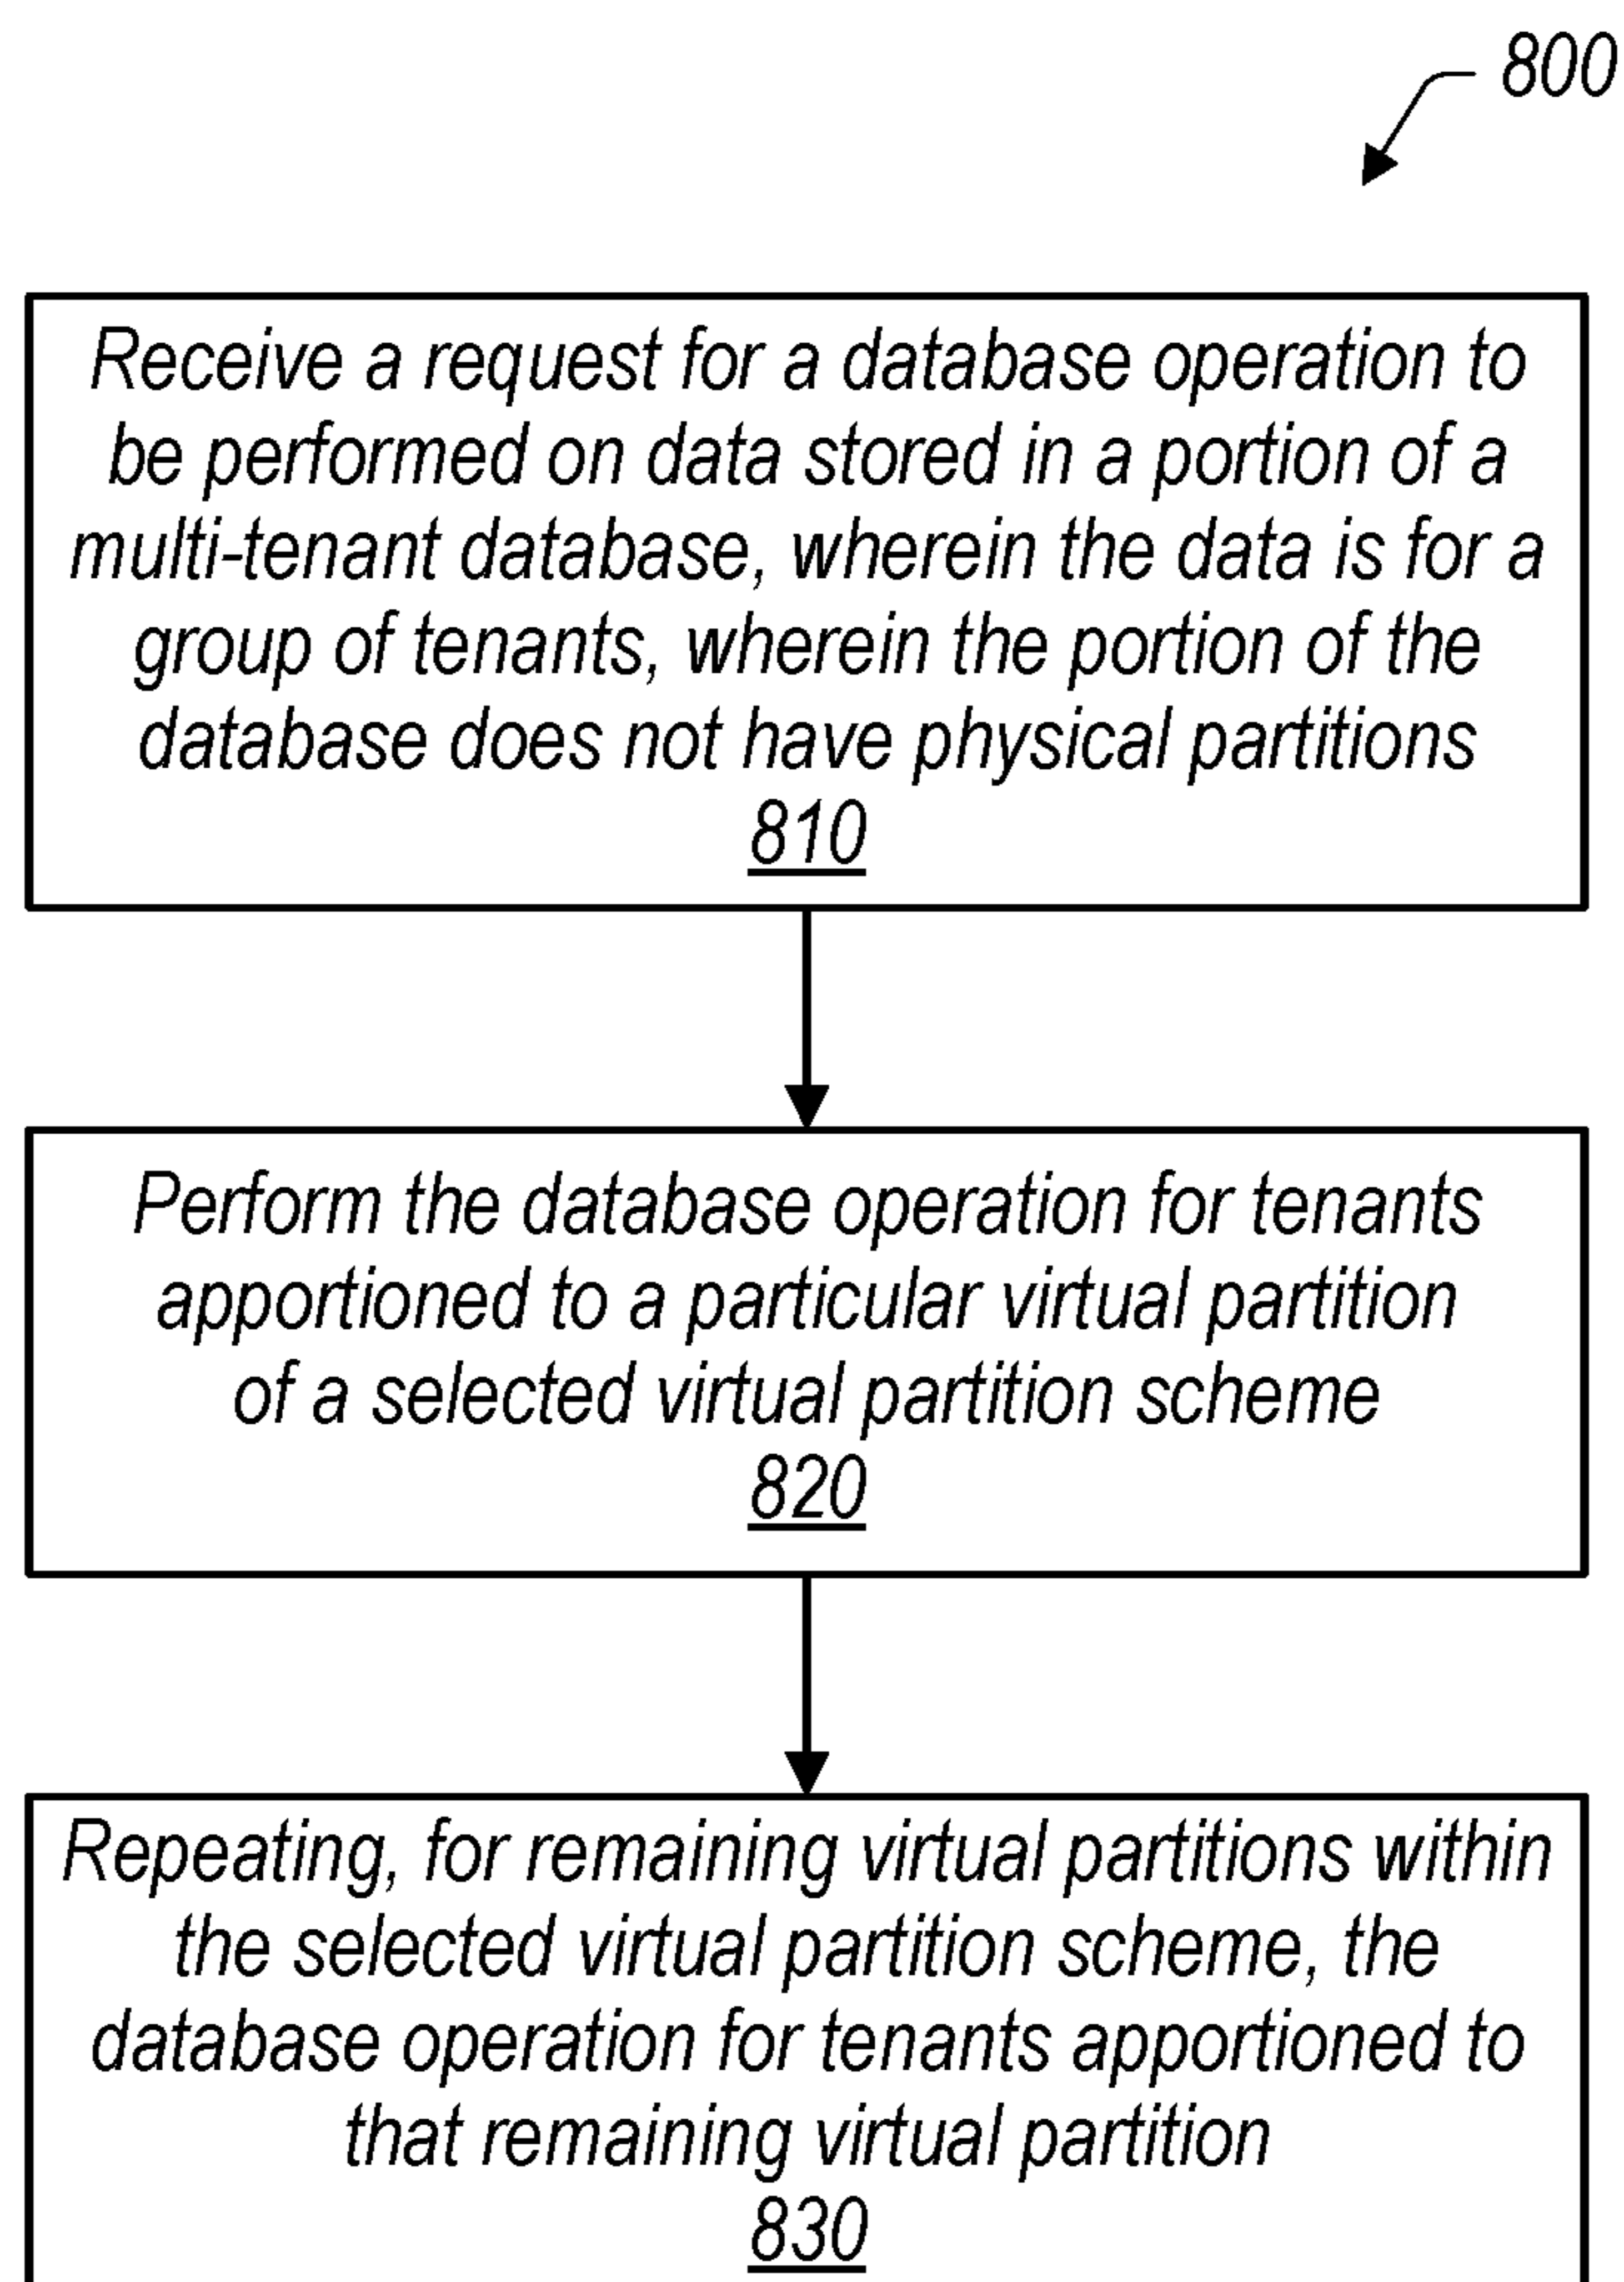 800
Receive a request for a database operation to
be performed on data stored in a portion of a
multi-tenant database, wherein the data is for a
group of tenants, wherein the portion of the
database does not have physical partitions
810
Perform the database operation for tenants
apportioned to a particular virtual partition
of a selected virtual partition scheme
820
Repeating, for remaining virtual partitions within
the selected virtual partition scheme, the
database operation for tenants apportioned to
that remaining virtual partition
830